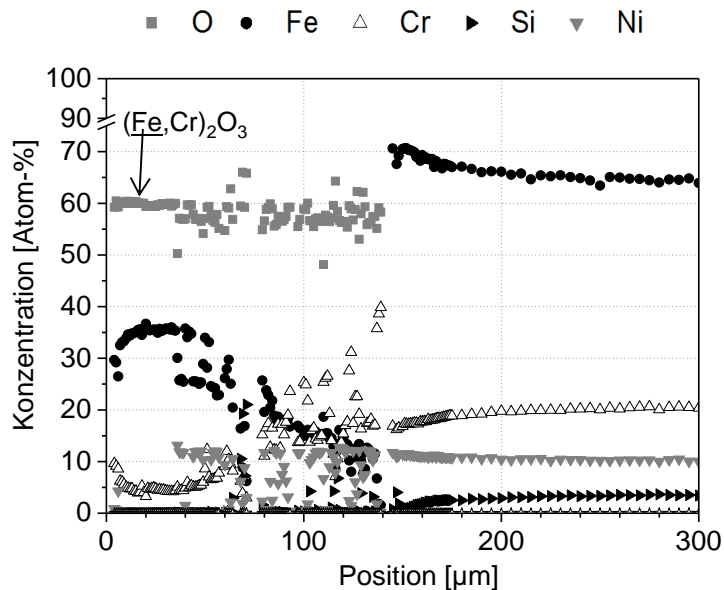 O Fe Cr Si Ni
100
90
(Fe,Cr)₂O₃
70
60
50
40
30
20
10
0
0 100 200 300
Konzentration [Atom-%]
Position [µm]